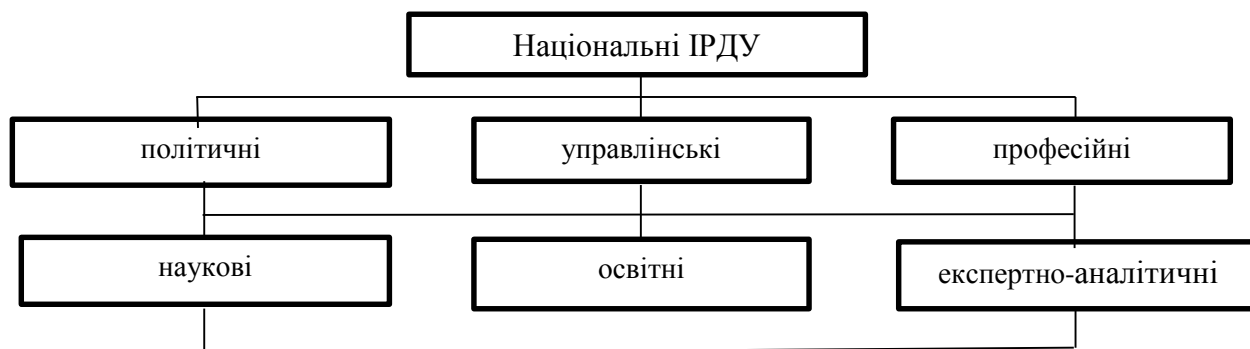 Національні ІРДУ
політичні
управлінські
професійні
наукові
освітні
експертно-аналітичні